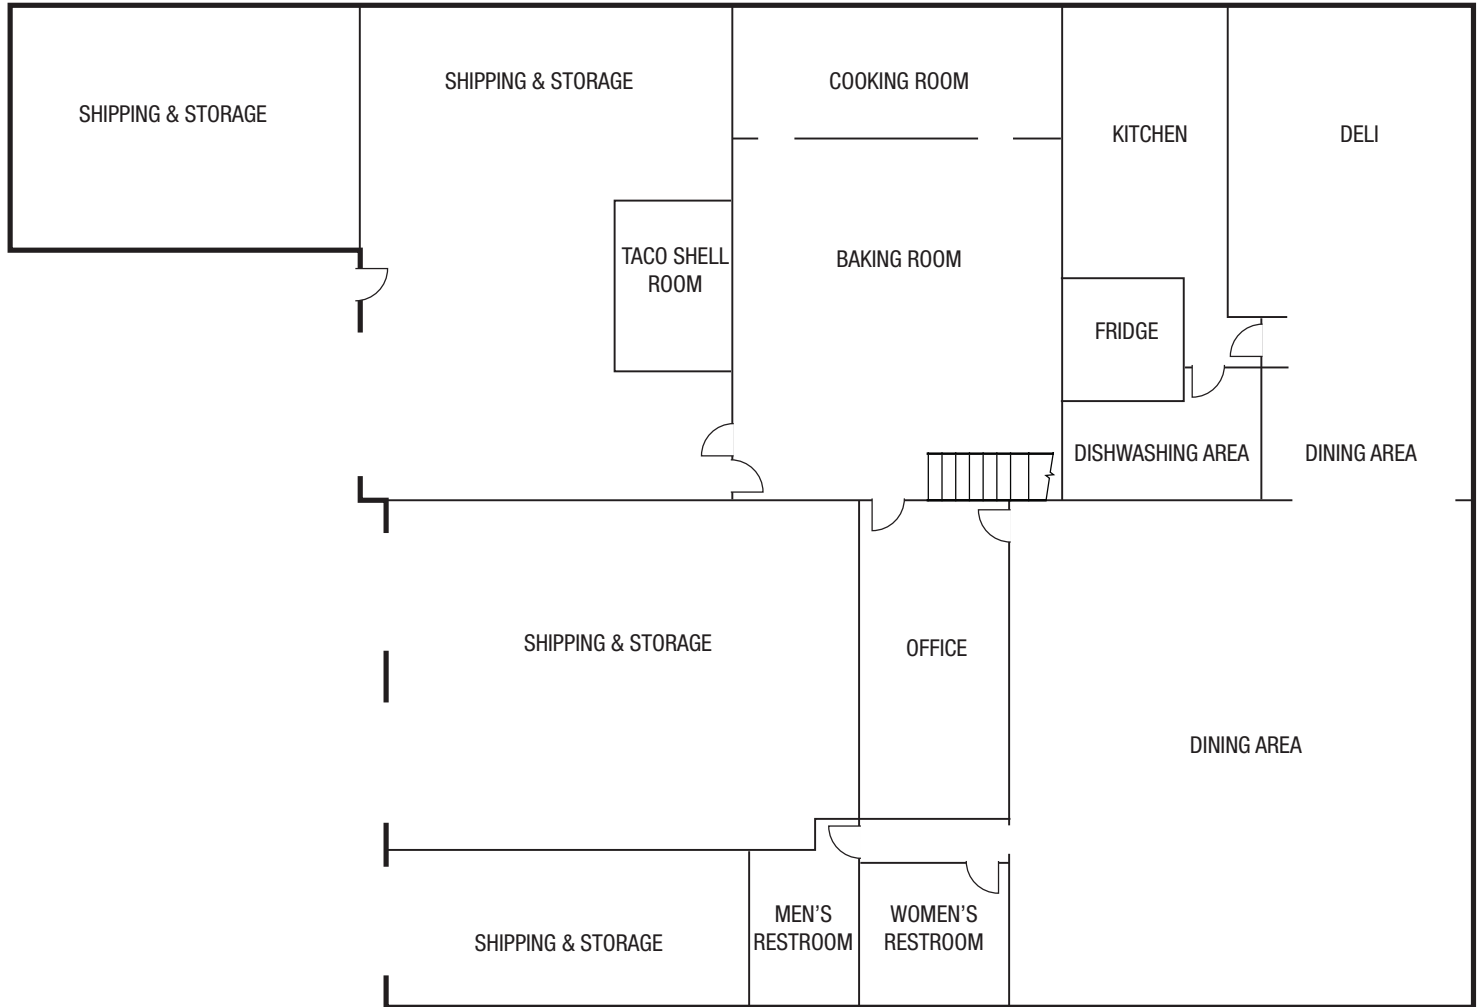 SHIPPING & STORAGE
SHIPPING & STORAGE
COOKING ROOM
KITCHEN
DELI
TACO SHELL
ROOM
BAKING ROOM
FRIDGE
DISHWASHING AREA
DINING AREA
SHIPPING & STORAGE
OFFICE
DINING AREA
SHIPPING & STORAGE
MEN'S
RESTROOM
WOMEN'S
RESTROOM